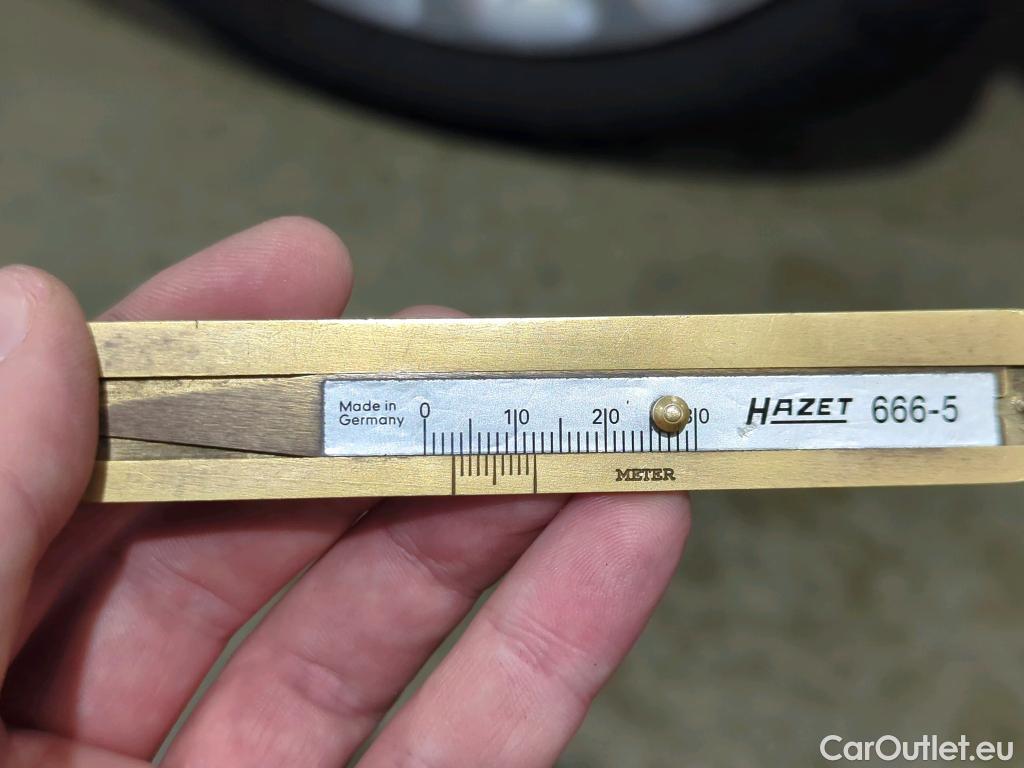 Made in
Germany
0 10 20 30
HAZET 666-5
METER
CarOutlet.eu